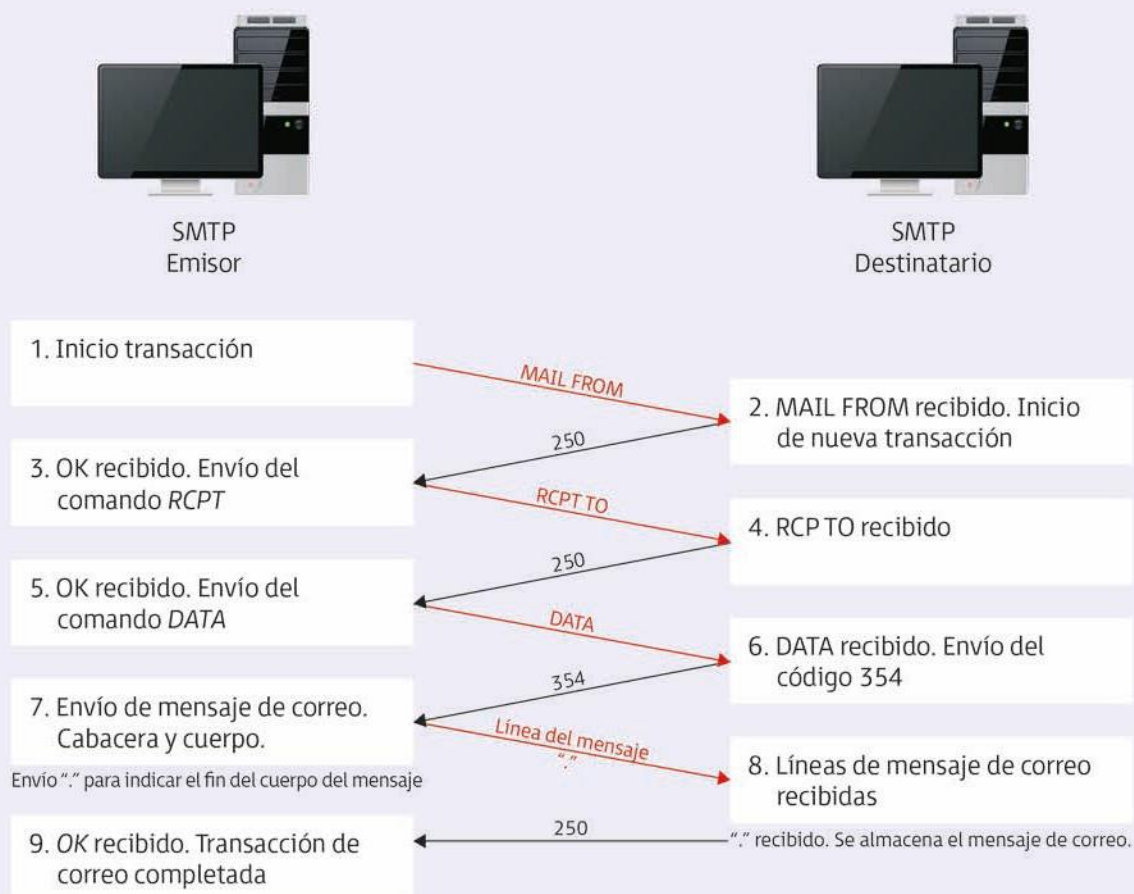 SMTP
Emisor
SMTP
Destinatario
1. Inicio transacción
MAIL FROM
2. MAIL FROM recibido. Inicio
de nueva transacción
250
3. OK recibido. Envío del
comando RCPT
RCPT TO
4. RCP TO recibido
250
5. OK recibido. Envío del
comando DATA
DATA
6. DATA recibido. Envío del
código 354
354
7. Envío de mensaje de correo.
Cabacera y cuerpo.
Línea del mensaje
“.”
Envío “.” para indicar el fin del cuerpo del mensaje
8. Líneas de mensaje de correo
recibidas
250
“.” recibido. Se almacena el mensaje de correo.
9. OK recibido. Transacción de
correo completada